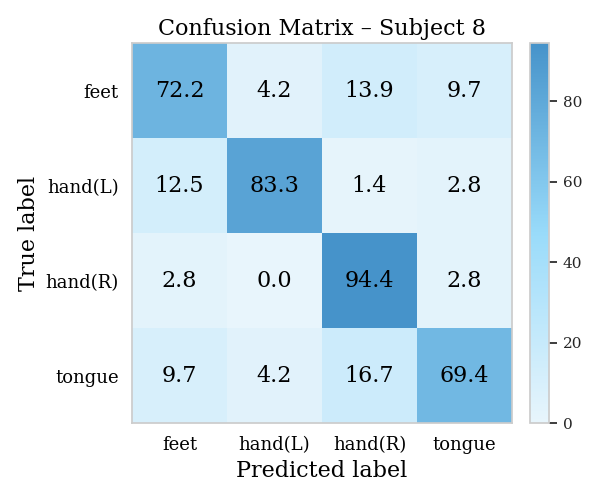 Confusion Matrix – Subject 8
feet 72.2 4.2 13.9 9.7
hand(L) 12.5 83.3 1.4 2.8
hand(R) 2.8 0.0 94.4 2.8
tongue 9.7 4.2 16.7 69.4
feet hand(L) hand(R) tongue
Predicted label
True label
80
60
40
20
0